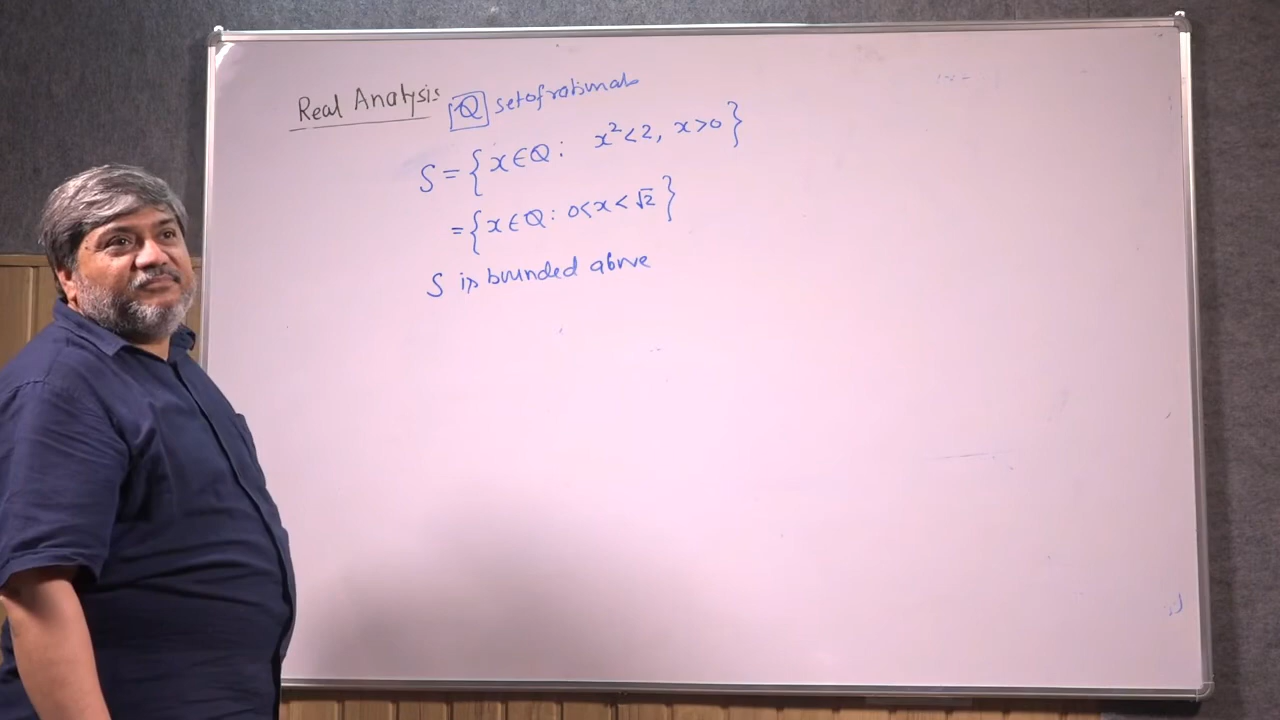 Real Analysis
Q set of rationals
S = { x ∈ Q : x² < 2, x > 0 }
= { x ∈ Q : 0 < x < √2 }
S is bounded above